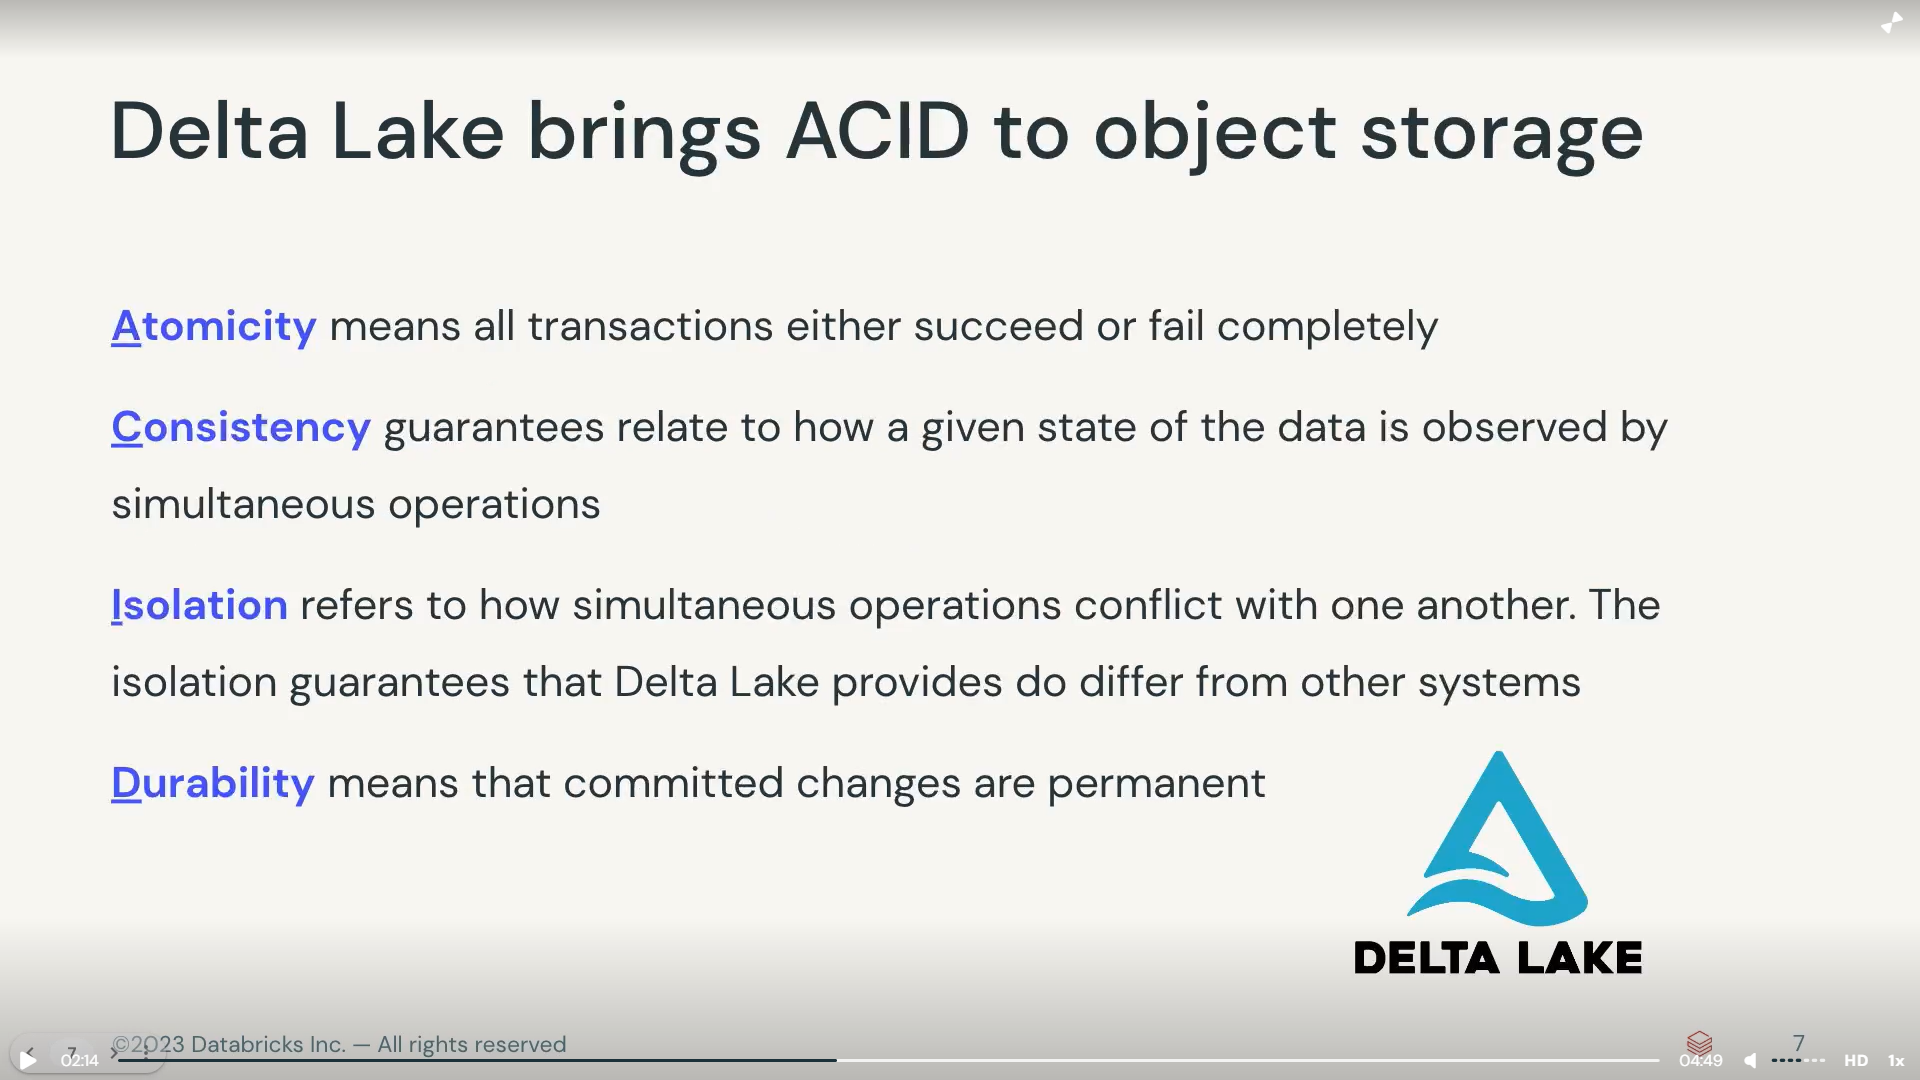 Delta Lake brings ACID to object storage
Atomicity means all transactions either succeed or fail completely
Consistency guarantees relate to how a given state of the data is observed by
simultaneous operations
Isolation refers to how simultaneous operations conflict with one another. The
isolation guarantees that Delta Lake provides do differ from other systems
Durability means that committed changes are permanent
DELTA LAKE
©2023 Databricks Inc. — All rights reserved
7
7
02:14
04:49
HD
1x